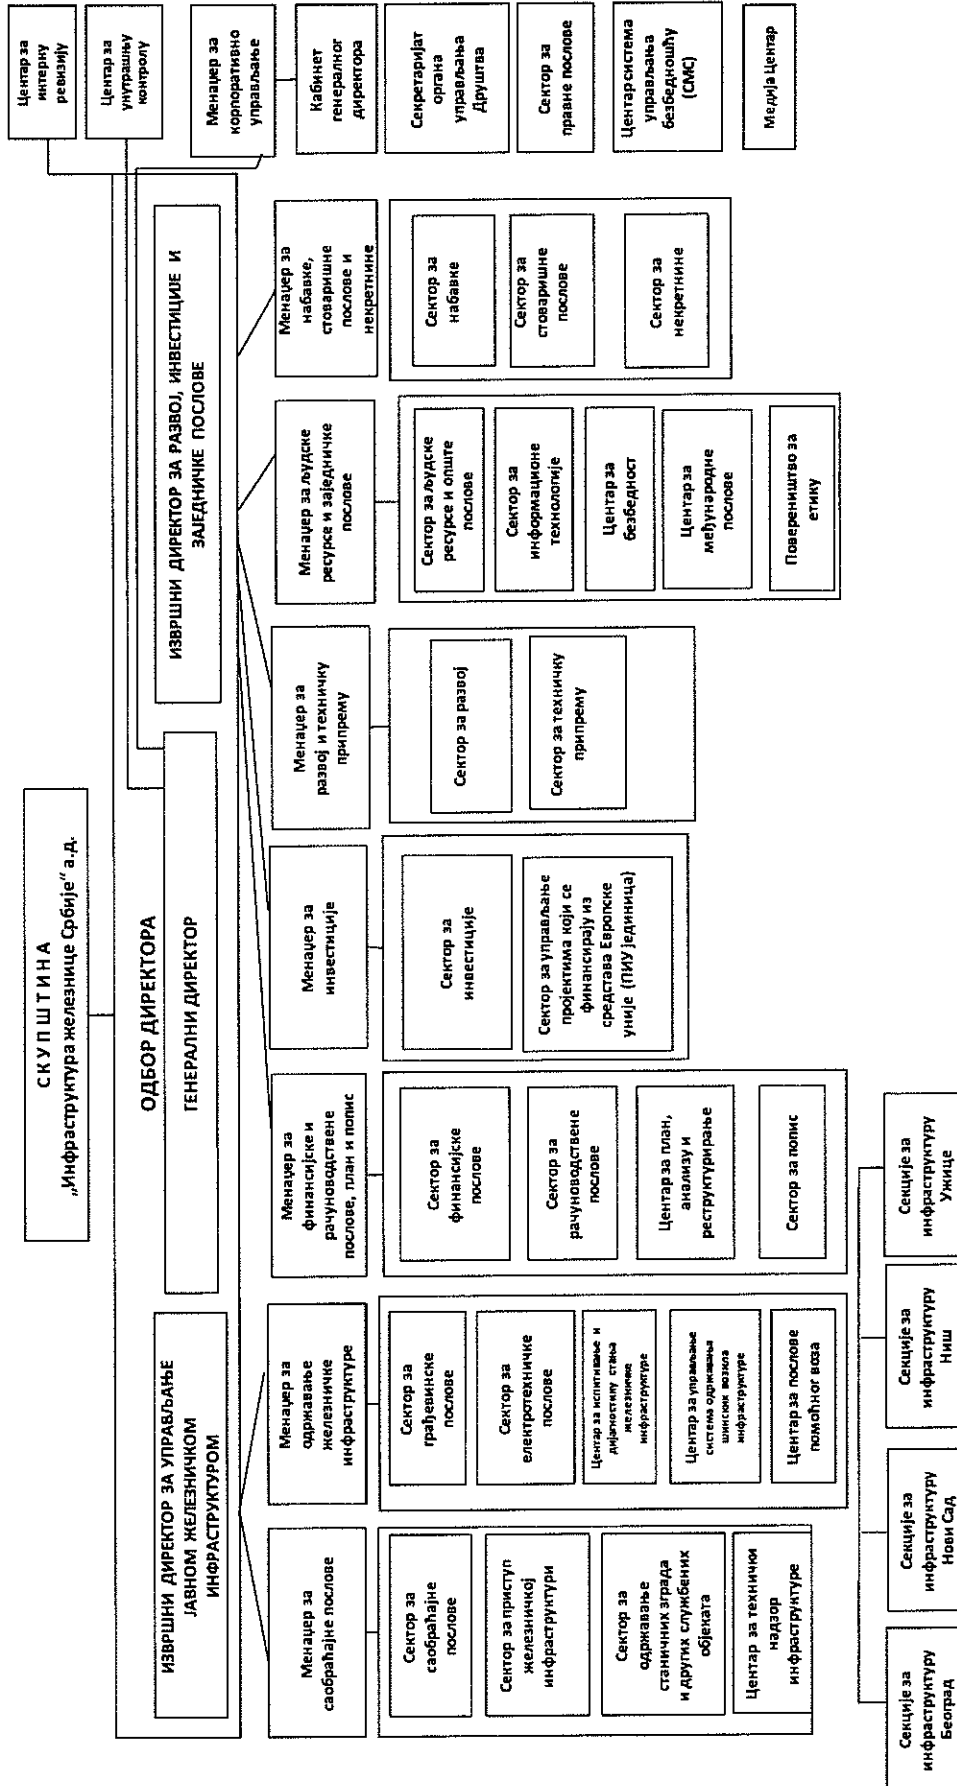 С К У П Ш Т И Н А
„Инфраструктура железнице Србије“ а.д.
ОДБОР ДИРЕКТОРА
ГЕНЕРАЛНИ ДИРЕКТОР
ИЗВРШНИ ДИРЕКТОР ЗА УПРАВЉАЊЕ
ЈАВНОМ ЖЕЛЕЗНИЧКОМ
ИНФРАСТРУКТУРОМ
ИЗВРШНИ ДИРЕКТОР ЗА РАЗВОЈ, ИНВЕСТИЦИЈЕ И
ЗАЈЕДНИЧКЕ ПОСЛОВЕ
Центар за
интерну
ревизију
Центар за
унутрашњу
контролу
Менаџер за
корпоративно
управљање
Кабинет
генералног
директора
Секретаријат
органа
управљања
Друштва
Сектор за
правне послове
Центар система
управљања
безбедношћу
(СМС)
Медија Центар
Менаџер за
саобраћајне послове
Сектор за
саобраћајне
послове
Сектор за приступ
железничкој
инфраструктури
Сектор за
одржавање
станичних зграда
и других службених
објеката
Центар за технички
надзор
инфраструктуре
Менаџер за
одржавање
железничке
инфраструктуре
Сектор за
грађевинске
послове
Сектор за
електротехничке
послове
Центар за испитивање и
дијагностику стања
железничке
инфраструктуре
Центар за управљање
система одржавања
шинских возила
инфраструктуре
Центар за послове
помоћног воза
Менаџер за
финансијске и
рачуноводствене
послове, план и попис
Сектор за
финансијске
послове
Сектор за
рачуноводствене
послове
Центар за план,
анализу и
реструктурирање
Сектор за попис
Менаџер за
инвестиције
Сектор за
инвестиције
Сектор за управљање
пројектима који се
финансирају из
средстава Европске
уније (ПИУ јединица)
Менаџер за
развој и техничку
припрему
Сектор за развој
Сектор за техничку
припрему
Менаџер за људске
ресурсе и заједничке
послове
Сектор за људске
ресурсе и опште
послове
Сектор за
информационе
технологије
Центар за
безбедност
Центар за
међународне
послове
Повереништво за
етику
Менаџер за
набавке,
стоваришне
послове и
некретнине
Сектор за
набавке
Сектор за
стоваришне
послове
Сектор за
некретнине
Секције за
инфраструктуру
Београд
Секције за
инфраструктуру
Нови Сад
Секције за
инфраструктуру
Ниш
Секције за
инфраструктуру
Ужице